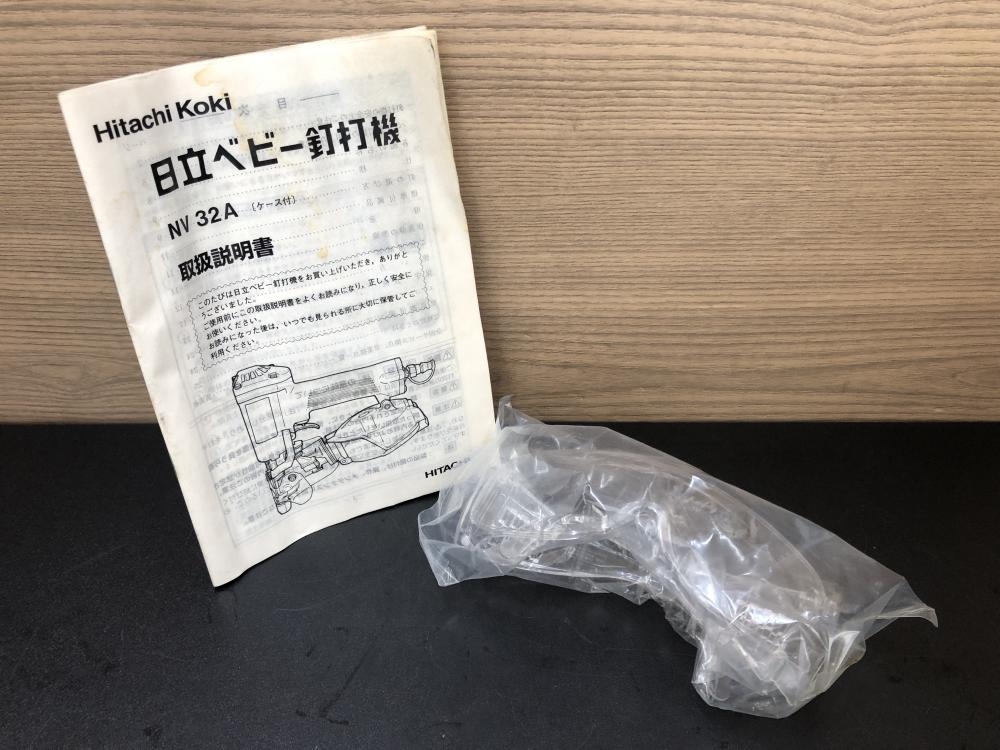 Hitachi Koki
日立ベビー釘打機
NV 32A (ケース付)
取扱説明書
このたびは日立ベビー釘打機をお買い上げいただき，ありがと
うございました。
ご使用前にこの取扱説明書をよくお読みになり，正しく安全に
お使いください。
お読みになった後は，いつでも見られる所に大切に保管してご
利用ください。